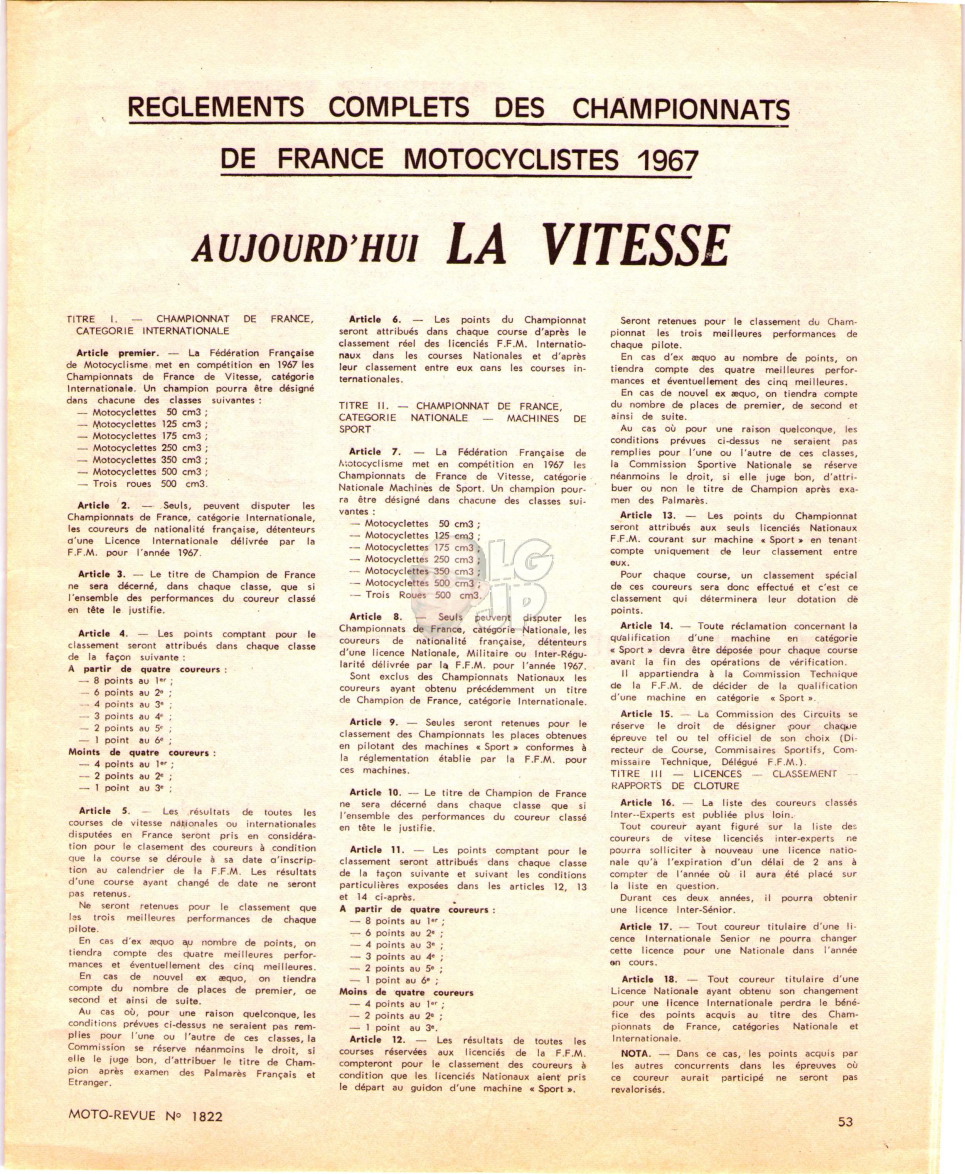 REGLEMENTS COMPLETS DES CHAMPIONNATS
DE FRANCE MOTOCYCLISTES 1967
AUJOURD'HUI LA VITESSE
TITRE I. — CHAMPIONNAT DE FRANCE,
CATEGORIE INTERNATIONALE
Article premier. — La Fédération Française
de Motocyclisme met en compétition en 1967 les
Championnats de France de Vitesse, catégorie
Internationale. Un champion pourra être désigné
dans chacune des classes suivantes :
— Motocyclettes 50 cm3 ;
— Motocyclettes 125 cm3 ;
— Motocyclettes 175 cm3 ;
— Motocyclettes 250 cm3 ;
— Motocyclettes 350 cm3 ;
— Motocyclettes 500 cm3 ;
— Trois roues 500 cm3.
Article 2. — Seuls, peuvent disputer les
Championnats de France, catégorie Internationale,
les coureurs de nationalité française, détenteurs
d'une Licence Internationale délivrée par la
F.F.M. pour l'année 1967.
Article 3. — Le titre de Champion de France
ne sera décerné, dans chaque classe, que si
l'ensemble des performances du coureur classé
en tête le justifie.
Article 4. — Les points comptant pour le
classement seront attribués dans chaque classe
de la façon suivante :
A partir de quatre coureurs :
— 8 points au 1er ;
— 6 points au 2e ;
— 4 points au 3e ;
— 3 points au 4e ;
— 2 points au 5e ;
— 1 point au 6e ;
Moints de quatre coureurs :
— 4 points au 1er ;
— 2 points au 2e ;
— 1 point au 3e ;
Article 5. — Les résultats de toutes les
courses de vitesse nationales ou internationales
disputées en France seront pris en considéra-
tion pour le clasement des coureurs à condition
que la course se déroule à sa date d'inscrip-
tion au calendrier de la F.F.M. Les résultats
d'une course ayant changé de date ne seront
pas retenus.
Ne seront retenues pour le classement que
les trois meilleures performances de chaque
pilote.
En cas d'ex æquo au nombre de points, on
tiendra compte des quatre meilleures perfor-
mances et éventuellement des cinq meilleures.
En cas de nouvel ex æquo, on tiendra
compte du nombre de places de premier, de
second et ainsi de suite.
Au cas où, pour une raison quelconque, les
conditions prévues ci-dessus ne seraient pas rem-
plies pour l'une ou l'autre de ces classes, la
Commission se réserve néanmoins le droit, si
elle le juge bon, d'attribuer le titre de Cham-
pion après examen des Palmarès Français et
Etranger.
Article 6. — Les points du Championnat
seront attribués dans chaque course d'après le
classement réel des licenciés F.F.M. Internatio-
naux dans les courses Nationales et d'après
leur classement entre eux dans les courses in-
ternationales.
TITRE II. — CHAMPIONNAT DE FRANCE,
CATEGORIE NATIONALE — MACHINES DE
SPORT
Article 7. — La Fédération Française de
Motocyclisme met en compétition en 1967 les
Championnats de France de Vitesse, catégorie
Nationale Machines de Sport. Un champion pour-
ra être désigné dans chacune des classes sui-
vantes :
— Motocyclettes 50 cm3 ;
— Motocyclettes 125 cm3 ;
— Motocyclettes 175 cm3 ;
— Motocyclettes 250 cm3 ;
— Motocyclettes 350 cm3 ;
— Motocyclettes 500 cm3 ;
— Trois Roues 500 cm3.
Article 8. — Seuls peuvent disputer les
Championnats de France, catégorie Nationale, les
coureurs de nationalité française, détenteurs
d'une licence Nationale, Militaire ou Inter-Régu-
larité délivrée par la F.F.M. pour l'année 1967.
Sont exclus des Championnats Nationaux les
coureurs ayant obtenu précédemment un titre
de Champion de France, catégorie Internationale.
Article 9. — Seules seront retenues pour le
classement des Championnats les places obtenues
en pilotant des machines « Sport » conformes à
la réglementation établie par la F.F.M. pour
ces machines.
Article 10. — Le titre de Champion de France
ne sera décerné dans chaque classe que si
l'ensemble des performances du coureur classé
en tête le justifie.
Article 11. — Les points comptant pour le
classement seront attribués dans chaque classe
de la façon suivante et suivant les conditions
particulières exposées dans les articles 12, 13
et 14 ci-après.
A partir de quatre coureurs :
— 8 points au 1er ;
— 6 points au 2e ;
— 4 points au 3e ;
— 3 points au 4e ;
— 2 points au 5e ;
— 1 point au 6e ;
Moins de quatre coureurs
— 4 points au 1er ;
— 2 points au 2e ;
— 1 point au 3e.
Article 12. — Les résultats de toutes les
courses réservées aux licenciés de la F.F.M.
compteront pour le classement des coureurs à
condition que les licenciés Nationaux aient pris
le départ au guidon d'une machine « Sport ».
Seront retenues pour le classement du Cham-
pionnat les trois meilleures performances de
chaque pilote.
En cas d'ex æquo au nombre de points, on
tiendra compte des quatre meilleures perfor-
mances et éventuellement des cinq meilleures.
En cas de nouvel ex æquo, on tiendra compte
du nombre de places de premier, de second et
ainsi de suite.
Au cas où pour une raison quelconque, les
conditions prévues ci-dessus ne seraient pas
remplies pour l'une ou l'autre de ces classes,
la Commission Sportive Nationale se réserve
néanmoins le droit, si elle juge bon, d'attri-
buer ou non le titre de Champion après exa-
men des Palmarès.
Article 13. — Les points du Championnat
seront attribués aux seuls licenciés Nationaux
F.F.M. courant sur machine « Sport » en tenant
compte uniquement de leur classement entre
eux.
Pour chaque course, un classement spécial
de ces coureurs sera donc effectué et c'est ce
classement qui déterminera leur dotation de
points.
Article 14. — Toute réclamation concernant la
qualification d'une machine en catégorie
« Sport » devra être déposée pour chaque course
avant la fin des opérations de vérification.
Il appartiendra à la Commission Technique
de la F.F.M. de décider de la qualification
d'une machine en catégorie « Sport ».
Article 15. — La Commission des Circuits se
réserve le droit de désigner pour chaque
épreuve tel ou tel officiel de son choix (Di-
recteur de Course, Commisaires Sportifs, Com-
missaire Technique, Délégué F.F.M.).
TITRE III — LICENCES — CLASSEMENT —
RAPPORTS DE CLOTURE
Article 16. — La liste des coureurs classés
Inter--Experts est publiée plus loin.
Tout coureur ayant figuré sur la liste des
coureurs de vitese licenciés inter-experts ne
pourra solliciter à nouveau une licence natio-
nale qu'à l'expiration d'un délai de 2 ans à
compter de l'année où il aura été placé sur
la liste en question.
Durant ces deux années, il pourra obtenir
une licence Inter-Sénior.
Article 17. — Tout coureur titulaire d'une li-
cence Internationale Senior ne pourra changer
cette licence pour une Nationale dans l'année
en cours.
Article 18. — Tout coureur titulaire d'une
Licence Nationale ayant obtenu son changement
pour une licence Internationale perdra le béné-
fice des points acquis au titre des Cham-
pionnats de France, catégories Nationale et
Internationale.
NOTA. — Dans ce cas, les points acquis par
les autres concurrents dans les épreuves où
ce coureur aurait participé ne seront pas
revalorisés.
MOTO-REVUE No 1822
53